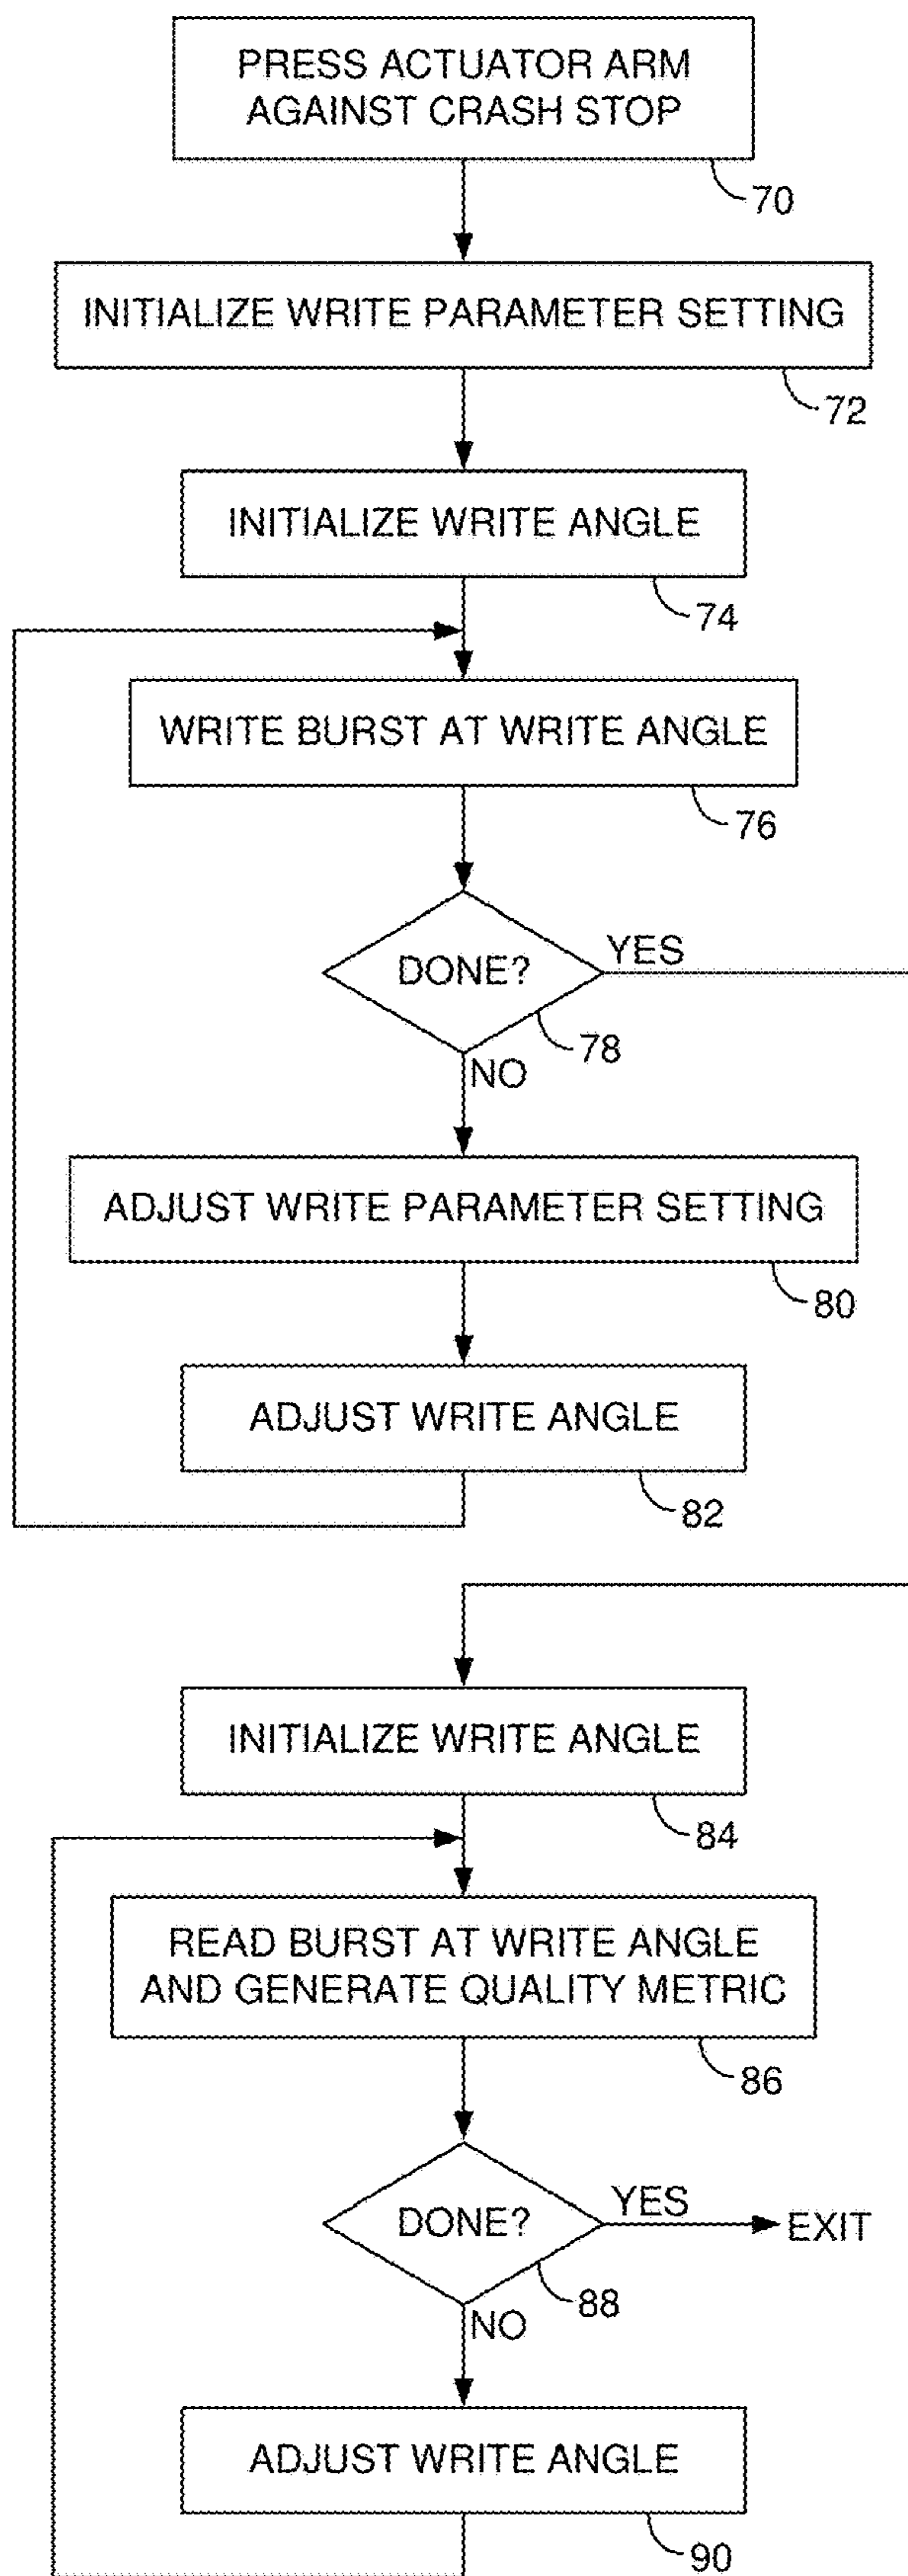 PRESS ACTUATOR ARM
AGAINST CRASH STOP
70
INITIALIZE WRITE PARAMETER SETTING
72
INITIALIZE WRITE ANGLE
74
WRITE BURST AT WRITE ANGLE
76
DONE?
YES
78
NO
ADJUST WRITE PARAMETER SETTING
80
ADJUST WRITE ANGLE
82
INITIALIZE WRITE ANGLE
84
READ BURST AT WRITE ANGLE
AND GENERATE QUALITY METRIC
86
DONE?
YES
EXIT
88
NO
ADJUST WRITE ANGLE
90